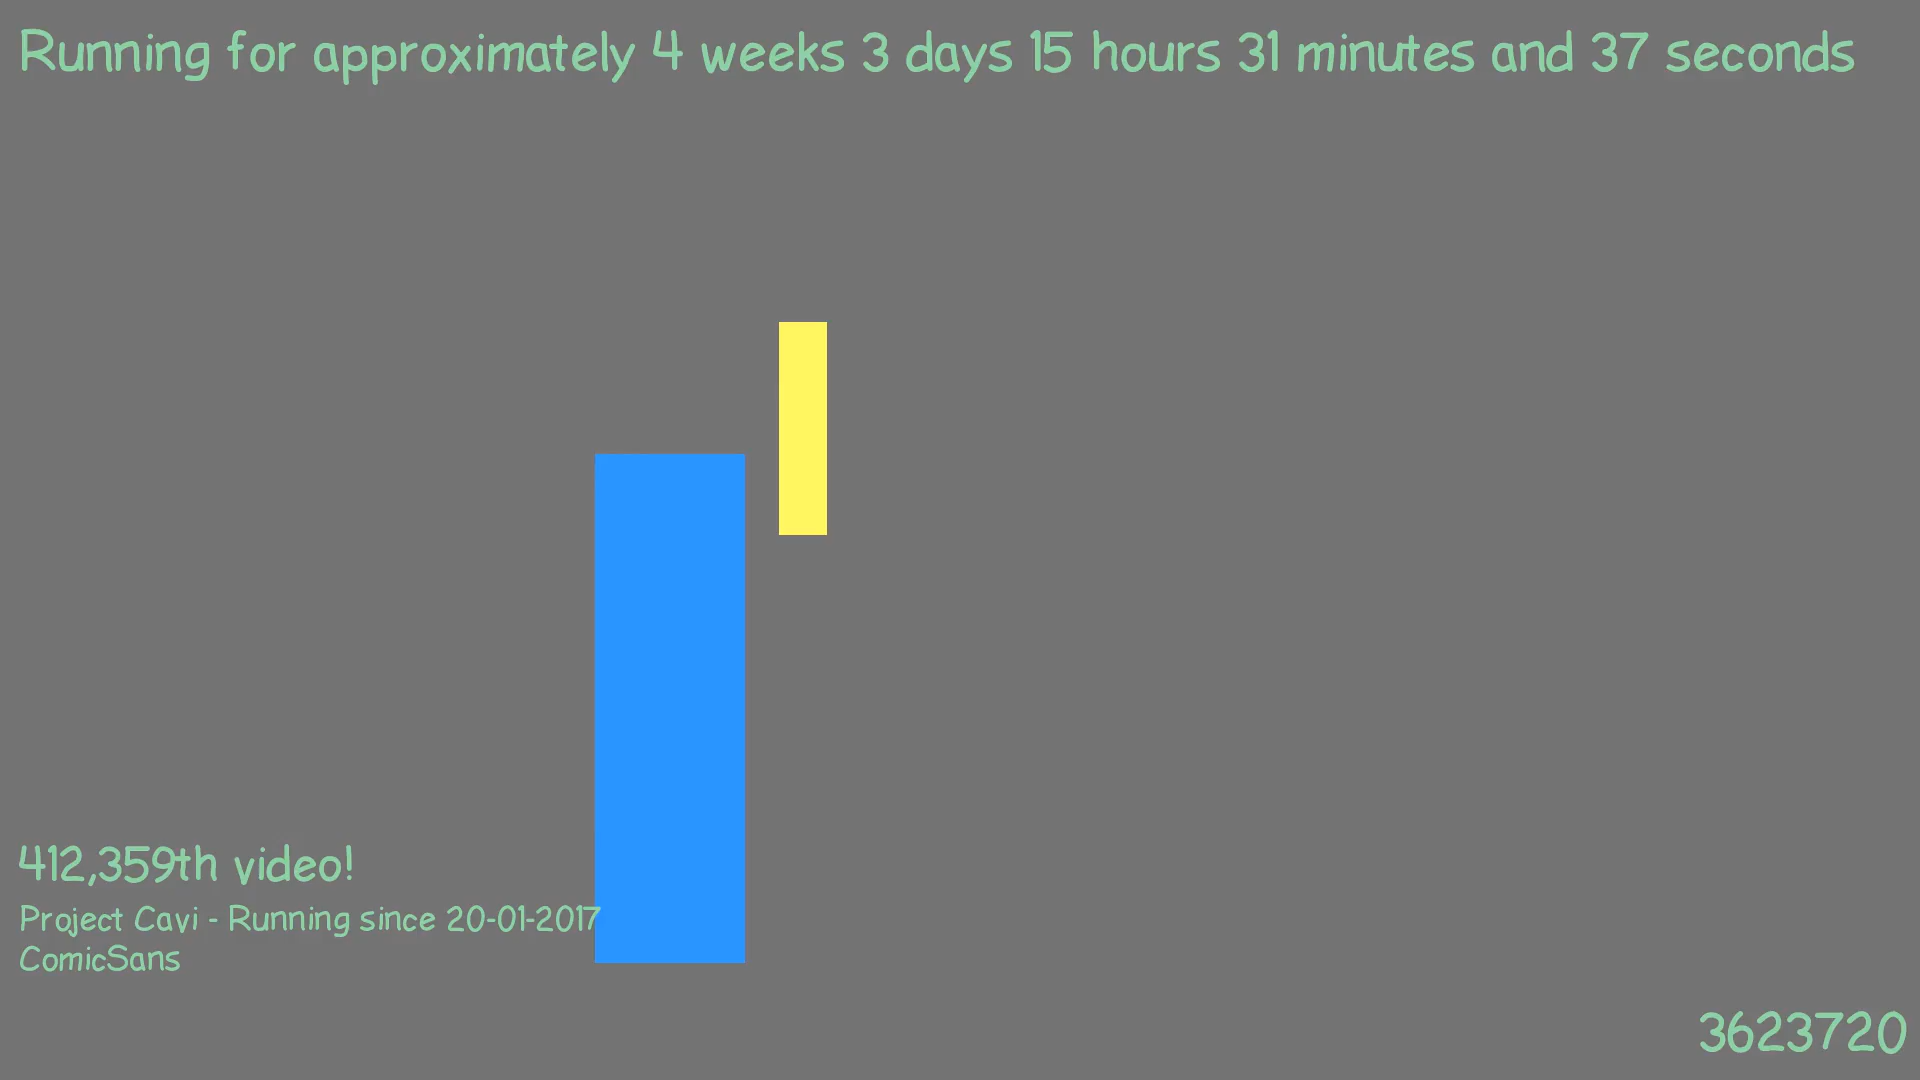 Running for approximately 4 weeks 3 days 15 hours 31 minutes and 37 seconds
412,359th video!
Project Cavi - Running since 20-01-2017
ComicSans
3623720